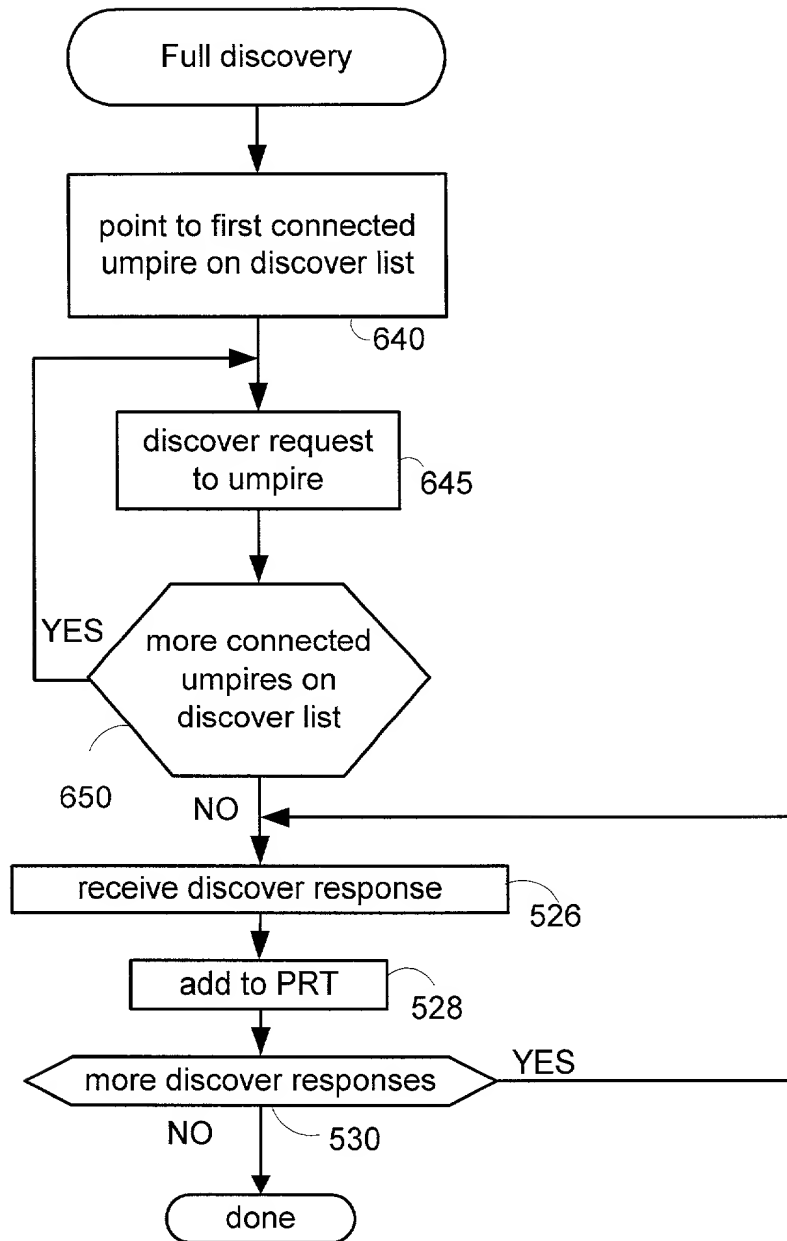 Full discovery
point to first connected
umpire on discover list
640
discover request
to umpire
645
YES
more connected
umpires on
discover list
650
NO
receive discover response
526
add to PRT
528
more discover responses
YES
NO
530
done